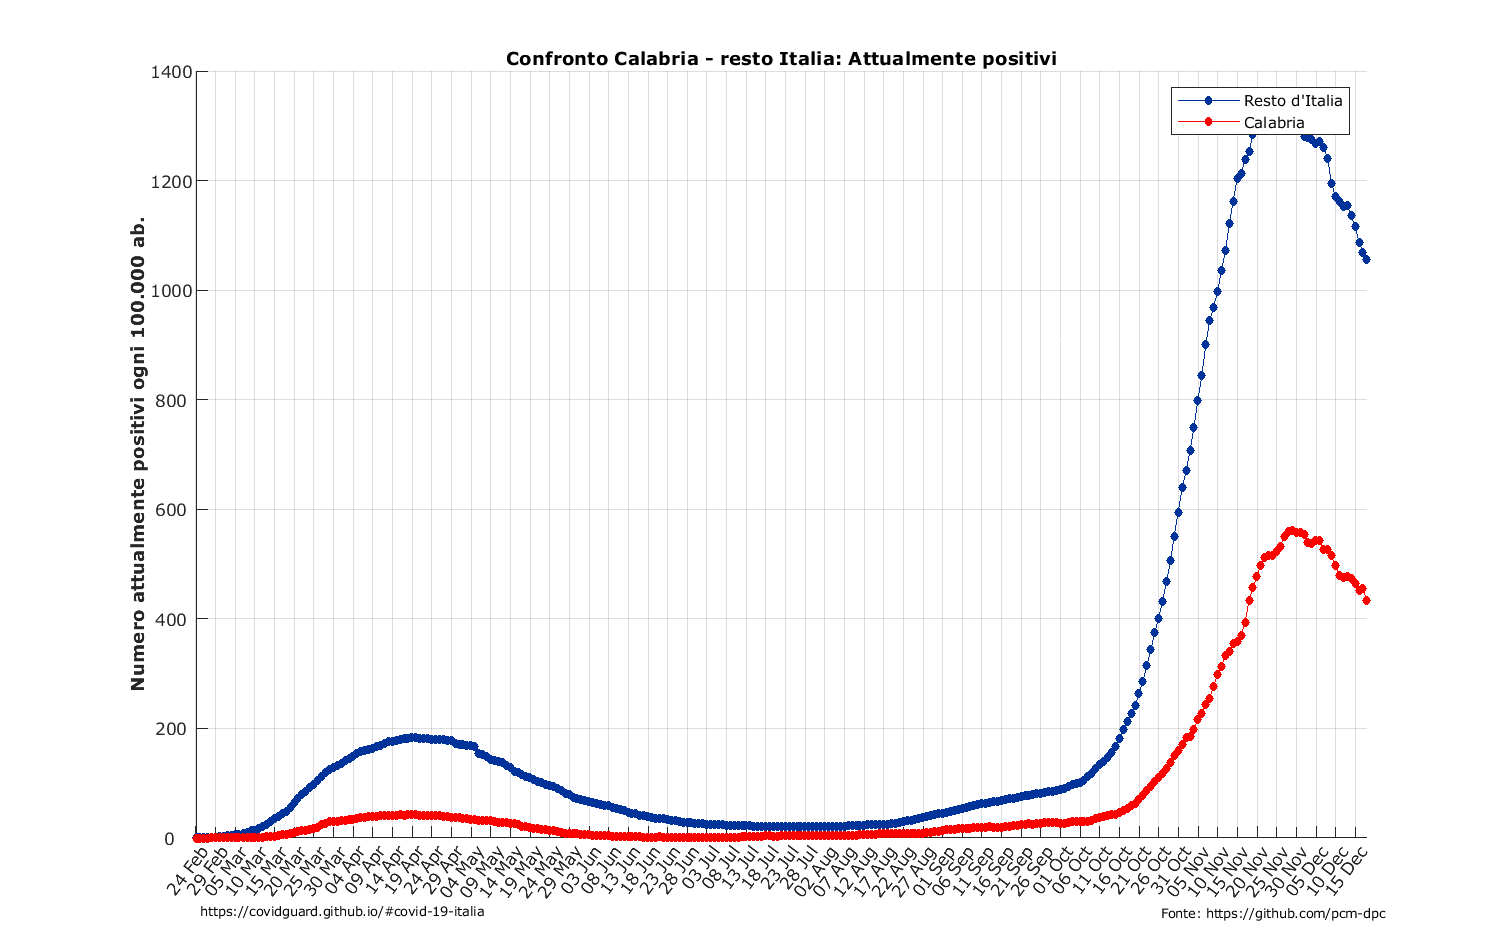 Confronto Calabria - resto Italia: Attualmente positivi
Resto d'Italia
Calabria
Numero attualmente positivi ogni 100.000 ab.
1400
1200
1000
800
600
400
200
0
24 Feb
29 Feb
05 Mar
10 Mar
15 Mar
20 Mar
25 Mar
30 Mar
04 Apr
09 Apr
14 Apr
19 Apr
24 Apr
29 Apr
04 May
09 May
14 May
19 May
24 May
29 May
03 Jun
08 Jun
13 Jun
18 Jun
23 Jun
28 Jun
03 Jul
08 Jul
13 Jul
18 Jul
23 Jul
28 Jul
02 Aug
07 Aug
12 Aug
17 Aug
22 Aug
27 Aug
01 Sep
06 Sep
11 Sep
16 Sep
21 Sep
26 Sep
01 Oct
06 Oct
11 Oct
16 Oct
21 Oct
26 Oct
31 Oct
05 Nov
10 Nov
15 Nov
20 Nov
25 Nov
30 Nov
05 Dec
10 Dec
15 Dec
https://covidguard.github.io/#covid-19-italia
Fonte: https://github.com/pcm-dpc